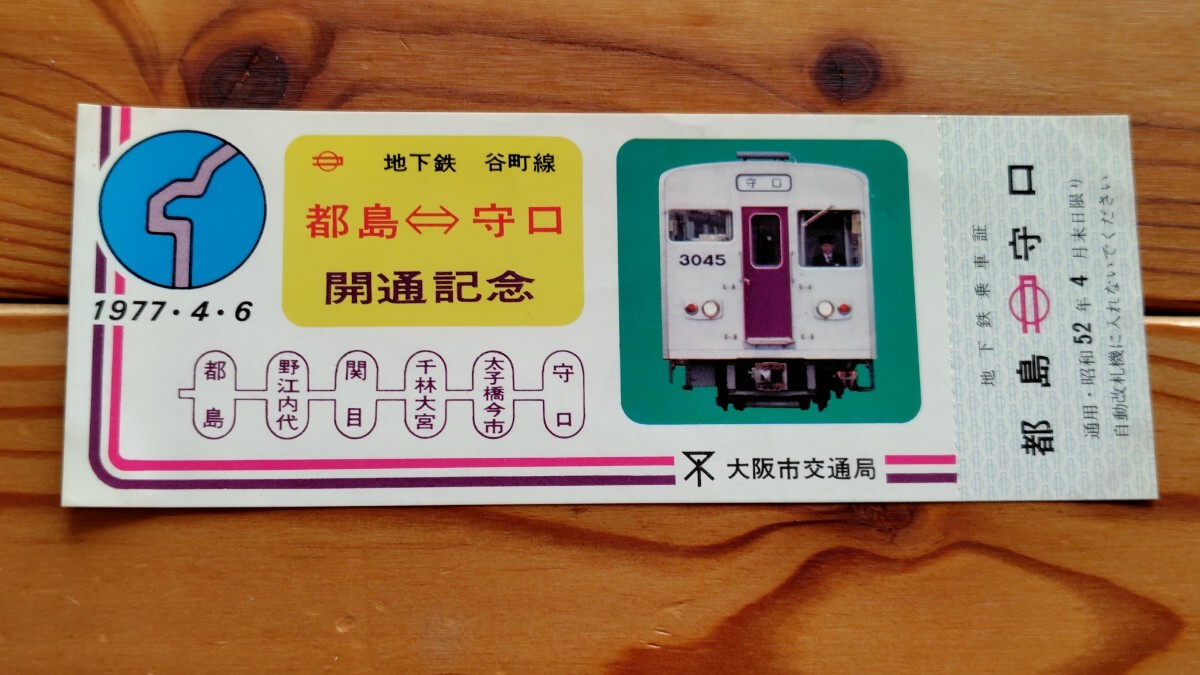 1977・4・6
地下鉄 谷町線
都島⇔守口
開通記念
都島
野江内代
関目
千林大宮
太子橋今市
守口
守口
3045
大阪市交通局
地下鉄乗車証
都島 守口
通用・昭和52年4月末日限り
自動改札機に入れないでください